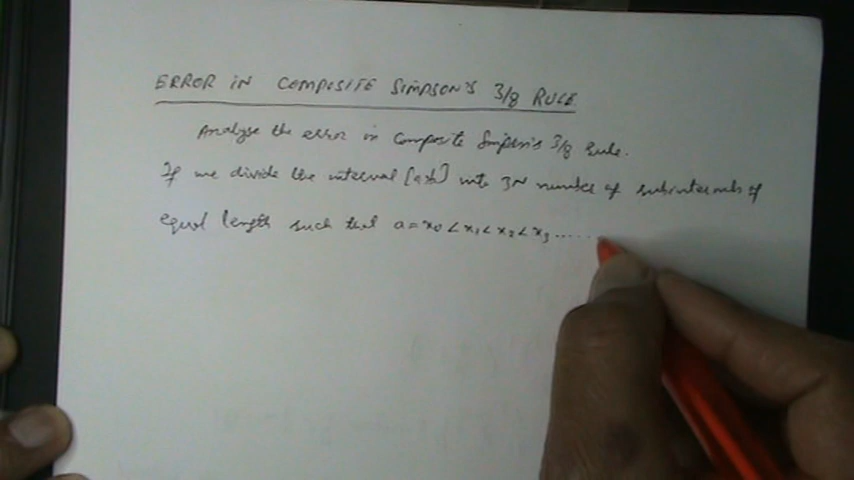 ERROR IN COMPOSITE SIMPSON'S 3/8 RULE
Analyse the error in Composite Simpson's 3/8 Rule.
If we divide the interval [a,b] into 3N number of subintervals of
equal length such that a = x₀ < x₁ < x₂ < x₃ ......